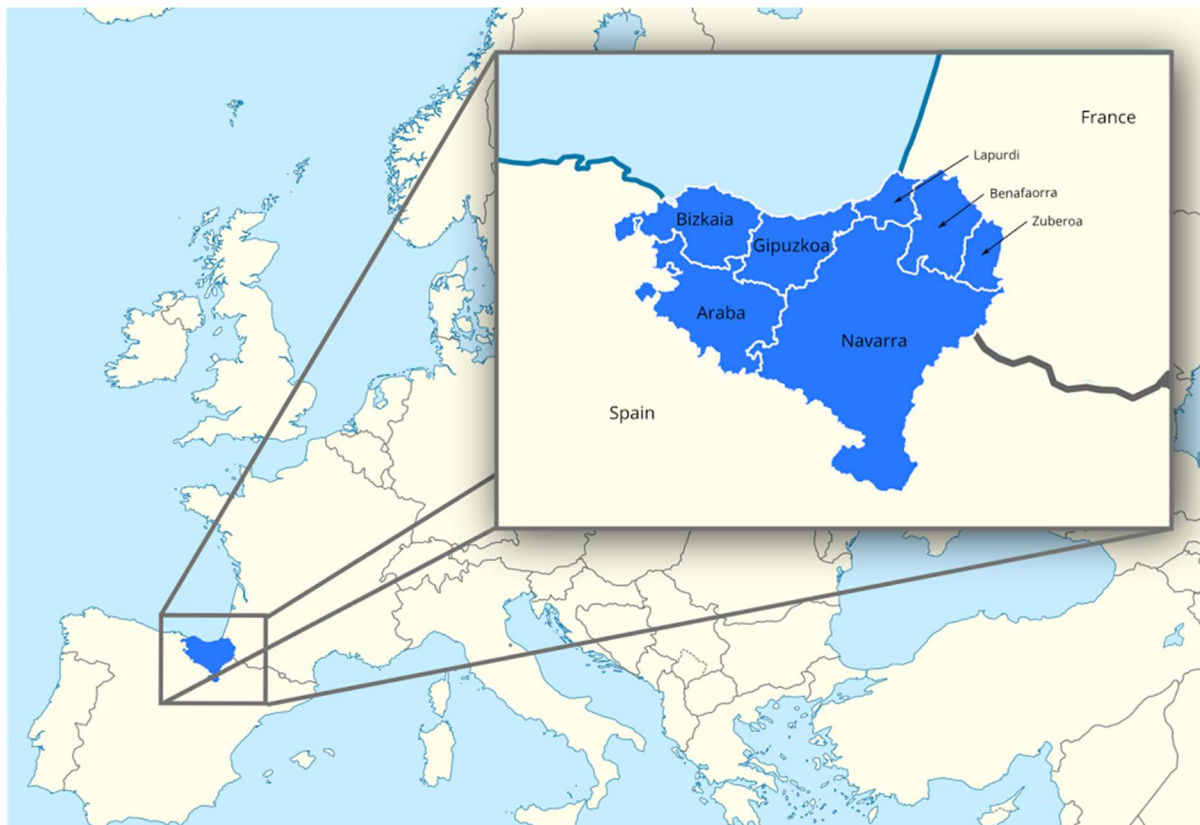 France
Lapurdi
Benafaorra
Zuberoa
Bizkaia
Gipuzkoa
Araba
Navarra
Spain